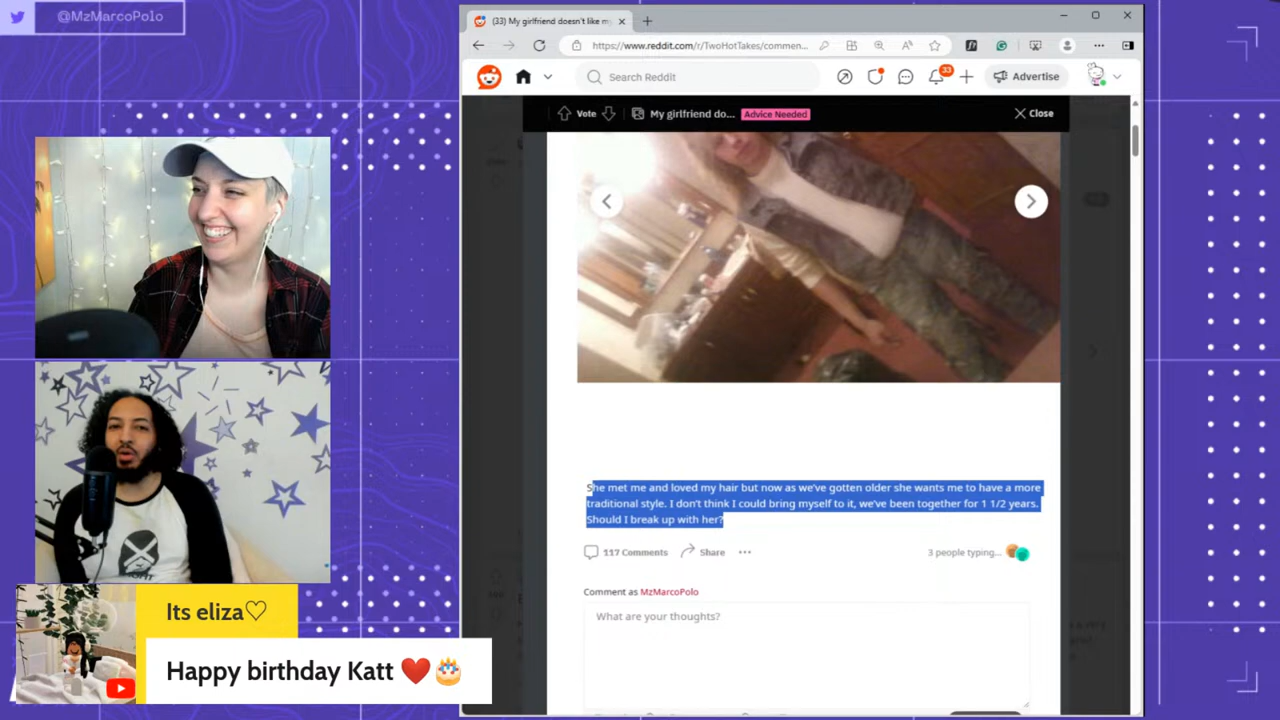 @MzMarcoPolo
(33) My girlfriend doesn't like my
https://www.reddit.com/r/TwoHotTakes/commen...
Search Reddit
33
Advertise
Vote
My girlfriend do...
Advice Needed
Close
She met me and loved my hair but now as we've gotten older she wants me to have a more
traditional style. I don't think I could bring myself to it, we've been together for 1 1/2 years.
Should I break up with her?
117 Comments
Share
3 people typing...
Comment as MzMarcoPolo
What are your thoughts?
Its eliza♡
Happy birthday Katt ❤️🎂